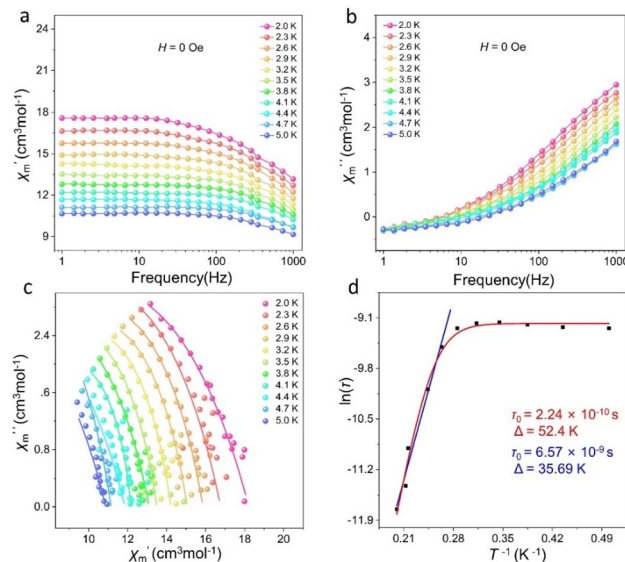 a
24
21
18
15
12
9
χm' (cm³mol⁻¹)
H = 0 Oe
2.0 K
2.3 K
2.6 K
2.9 K
3.2 K
3.5 K
3.8 K
4.1 K
4.4 K
4.7 K
5.0 K
1
10
100
1000
Frequency(Hz)
b
4
3
2
1
0
χm'' (cm³mol⁻¹)
H = 0 Oe
2.0 K
2.3 K
2.6 K
2.9 K
3.2 K
3.5 K
3.8 K
4.1 K
4.4 K
4.7 K
5.0 K
1
10
100
1000
Frequency(Hz)
c
2.4
.6
0.8
0.0
χm'' (cm³mol⁻¹)
2.0 K
2.3 K
2.6 K
2.9 K
3.2 K
3.5 K
3.8 K
4.1 K
4.4 K
4.7 K
5.0 K
10
12
14
16
18
20
χm' (cm³mol⁻¹)
d
-9.1
-9.8
-10.5
-11.2
-11.9
ln(τ)
τ₀ = 2.24 × 10⁻¹⁰ s
Δ = 52.4 K
τ₀ = 6.57 × 10⁻⁹ s
Δ = 35.69 K
0.21
0.28
0.35
0.42
0.49
T⁻¹ (K⁻¹)